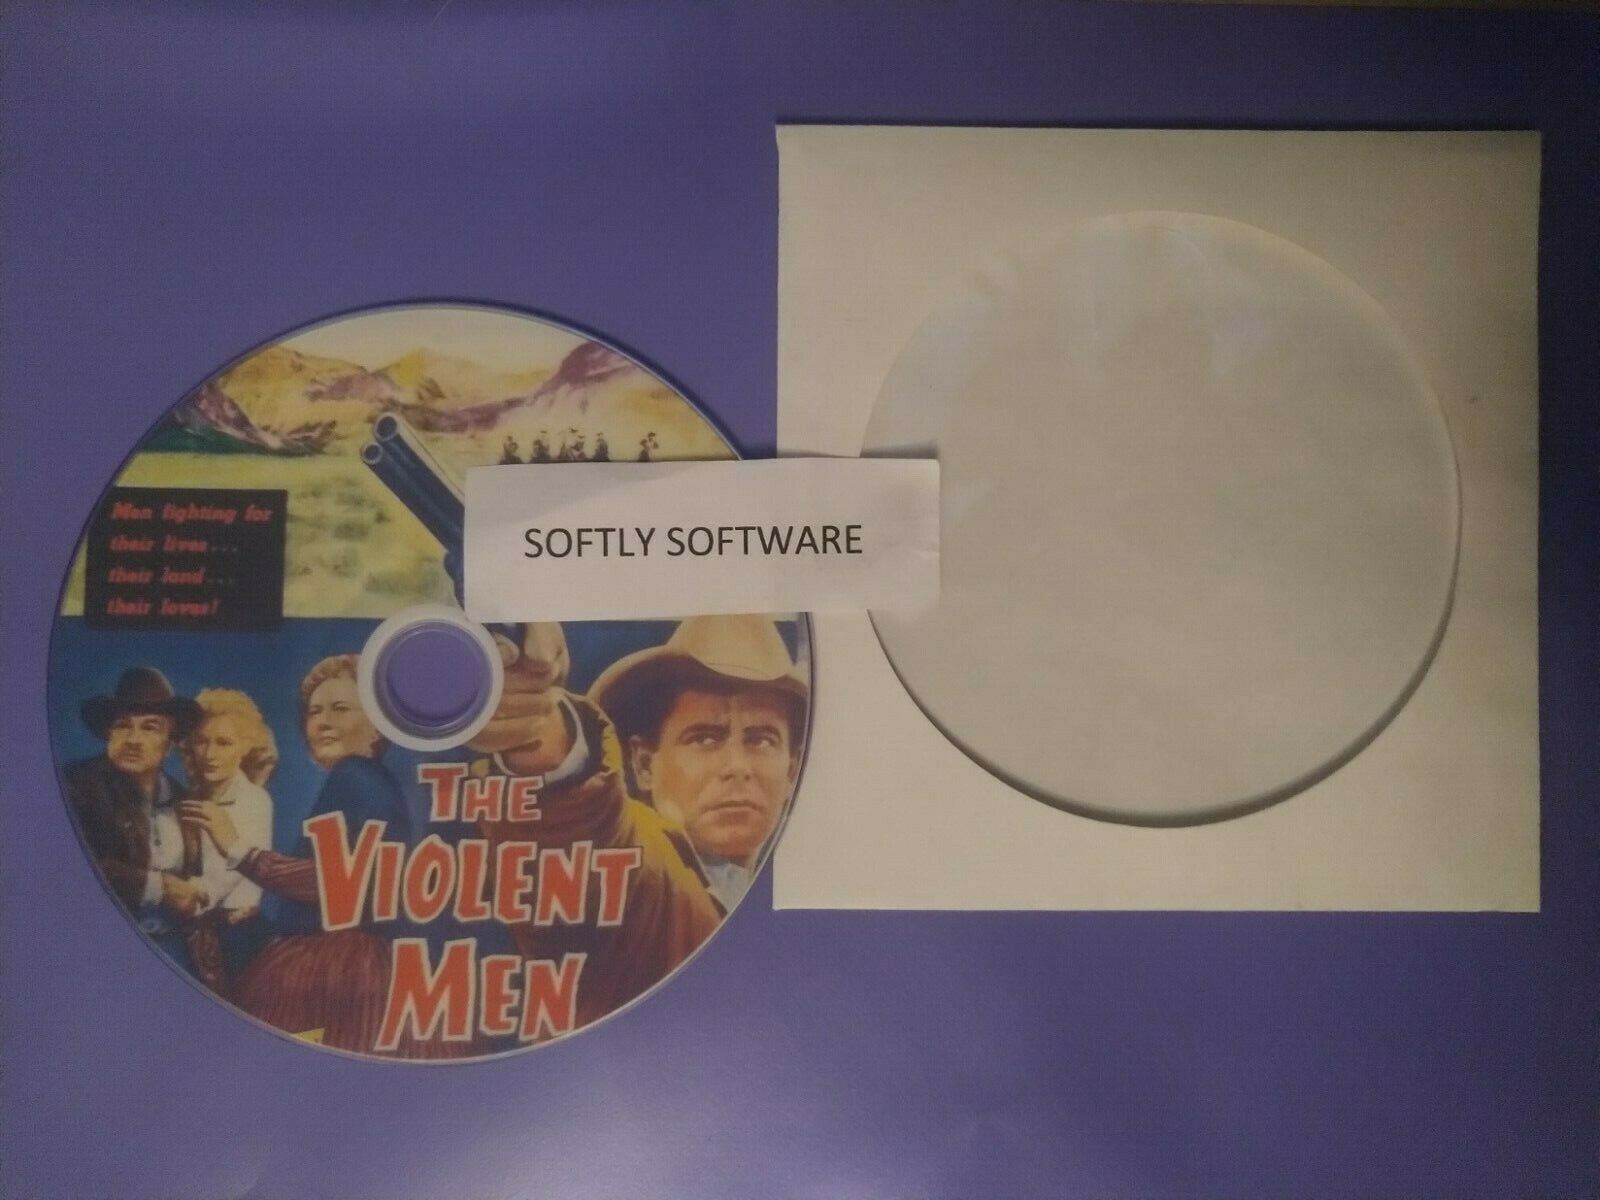 Men fighting for
their lives...
their land...
their loves!
SOFTLY SOFTWARE
THE
VIOLENT
MEN